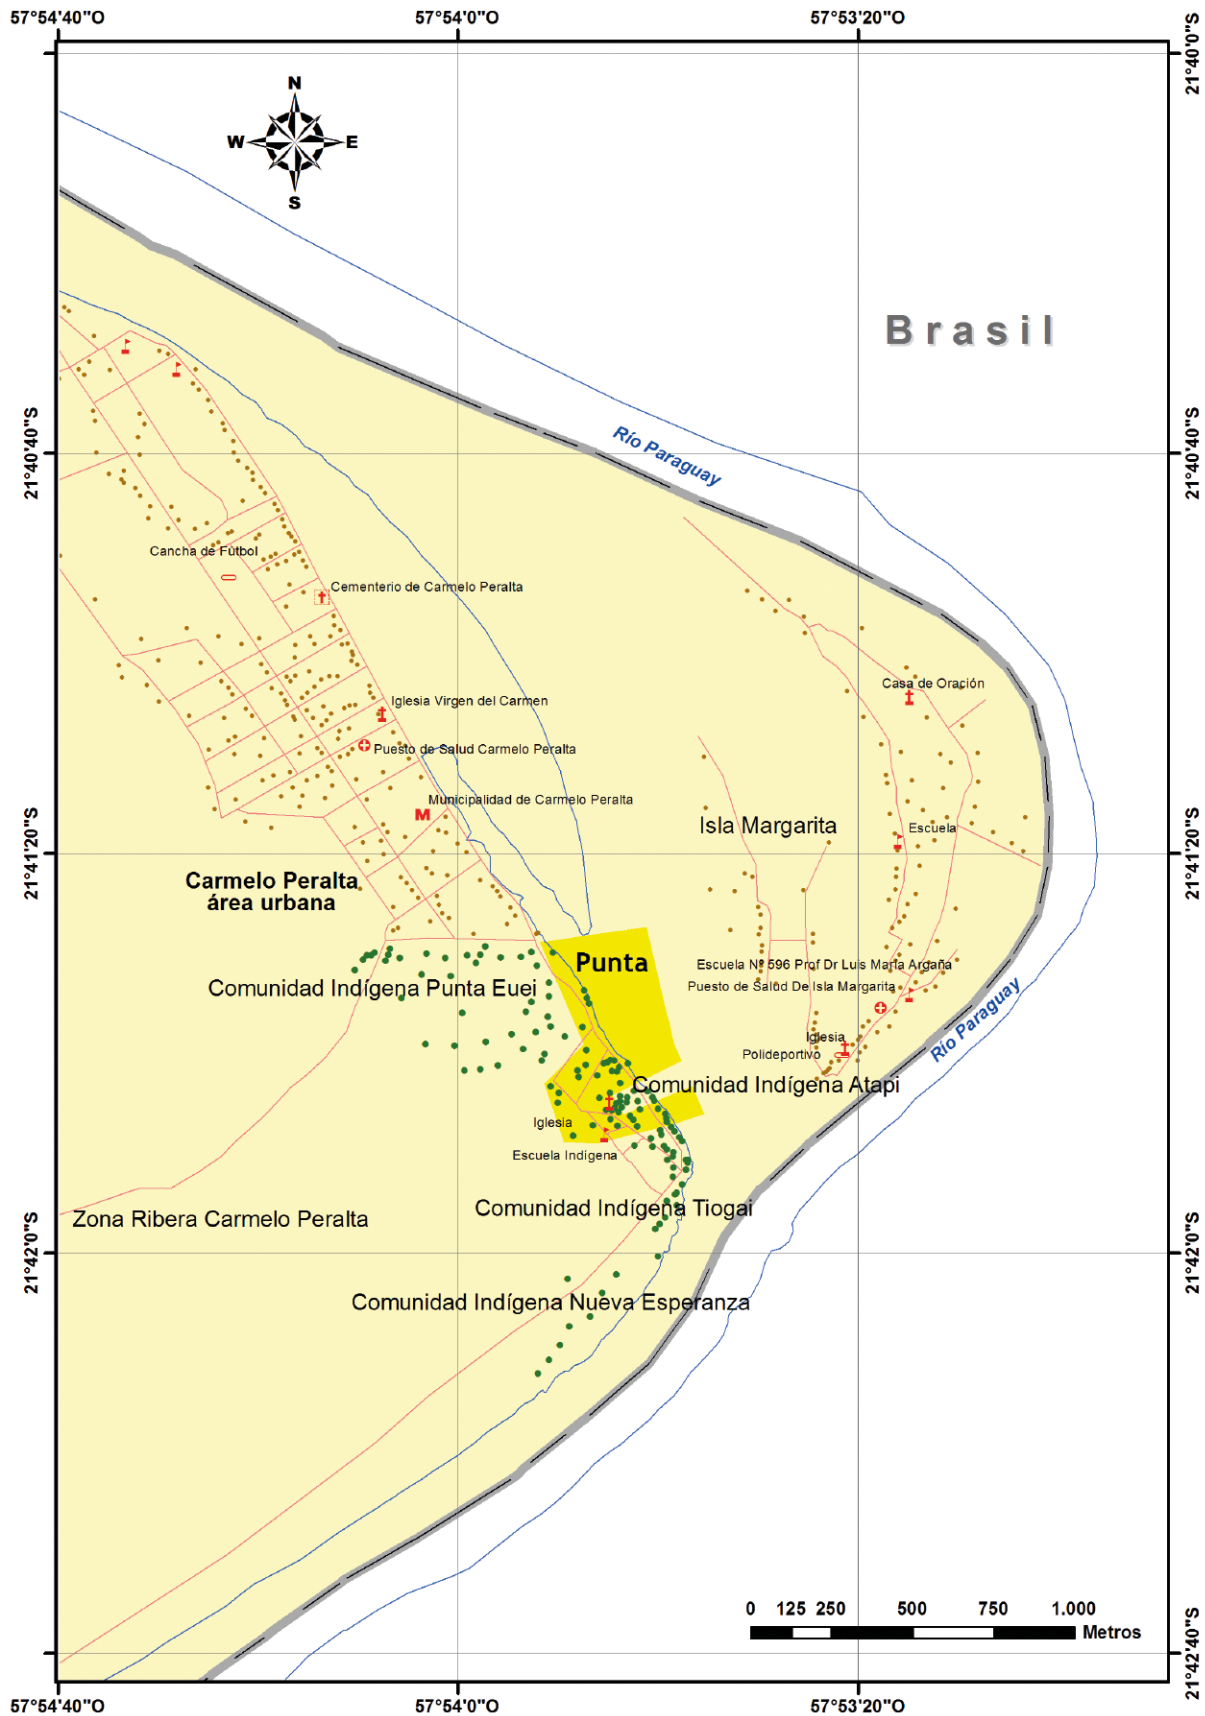 57°54'40"O 57°54'0"O 57°53'20"O
21°40'0"S
N
W E
S
Brasil
Río Paraguay
21°40'40"S 21°40'40"S
Cancha de Fútbol
Cementerio de Carmelo Peralta
Casa de Oración
Iglesia Virgen del Carmen
Puesto de Salud Carmelo Peralta
Municipalidad de Carmelo Peralta
M
Isla Margarita
Escuela
21°41'20"S 21°41'20"S
Carmelo Peralta
área urbana
Punta
Escuela Nº 596 Prof Dr Luis María Argaña
Comunidad Indígena Punta Euei
Puesto de Salud De Isla Margarita
Río Paraguay
Iglesia
Polideportivo
Comunidad Indígena Atapi
Iglesia
Escuela Indígena
Comunidad Indígena Tiogai
Zona Ribera Carmelo Peralta
21°42'0"S 21°42'0"S
Comunidad Indígena Nueva Esperanza
0 125 250 500 750 1.000
Metros
21°42'40"S
57°54'40"O 57°54'0"O 57°53'20"O